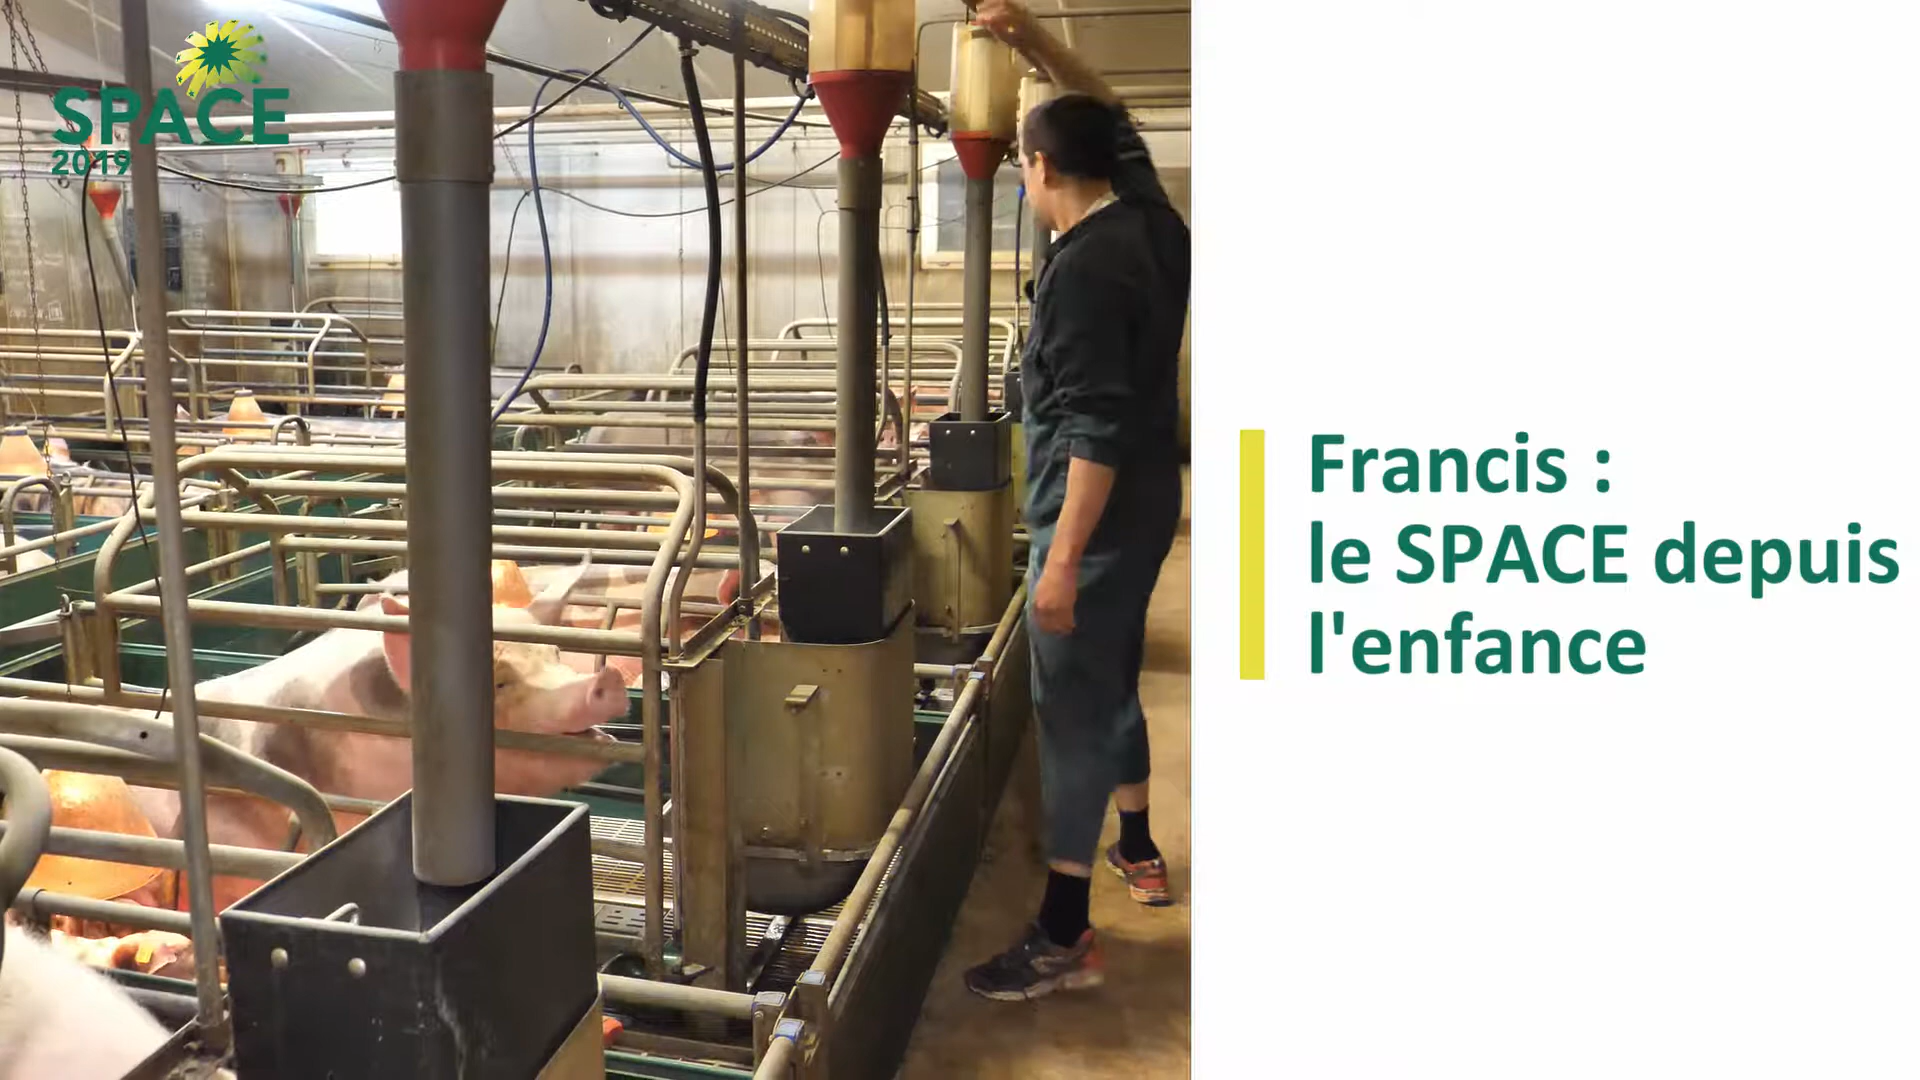 SPACE
2019
Francis :
le SPACE depuis
l'enfance